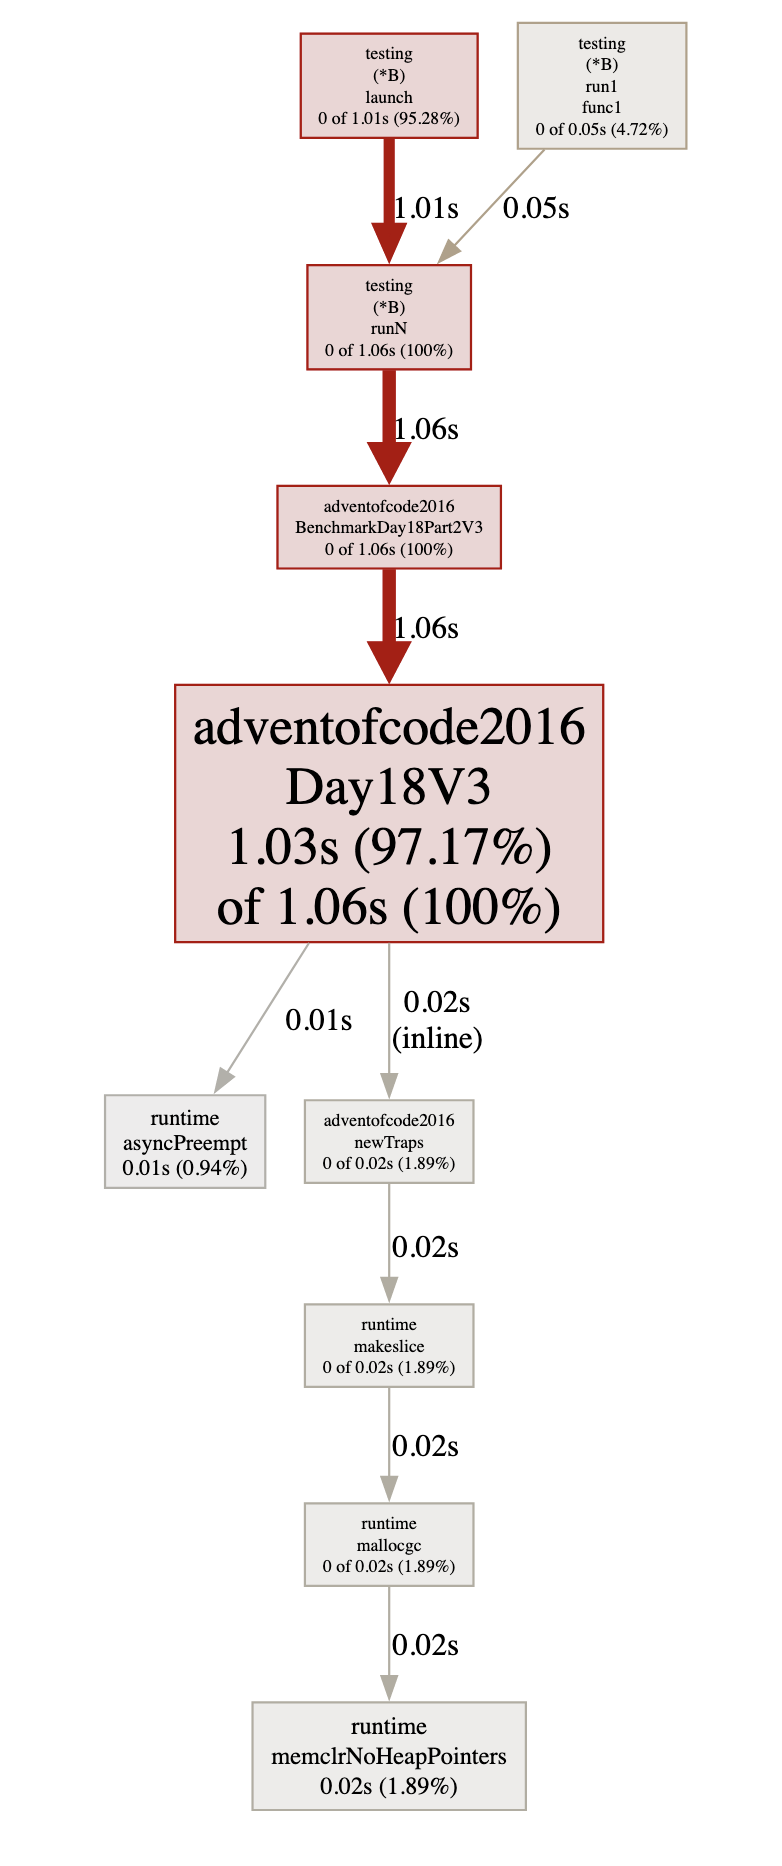 testing
(*B)
launch
0 of 1.01s (95.28%)
testing
(*B)
run1
func1
0 of 0.05s (4.72%)
1.01s
0.05s
testing
(*B)
runN
0 of 1.06s (100%)
1.06s
adventofcode2016
BenchmarkDay18Part2V3
0 of 1.06s (100%)
1.06s
adventofcode2016
Day18V3
1.03s (97.17%)
of 1.06s (100%)
0.01s
0.02s
(inline)
runtime
asyncPreempt
0.01s (0.94%)
adventofcode2016
newTraps
0 of 0.02s (1.89%)
0.02s
runtime
makeslice
0 of 0.02s (1.89%)
0.02s
runtime
mallocgc
0 of 0.02s (1.89%)
0.02s
runtime
memclrNoHeapPointers
0.02s (1.89%)